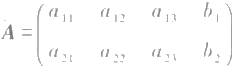 Ā = ( a₁₁ a₁₂ a₁₃ b₁
a₂₁ a₂₂ a₂₃ b₂ )